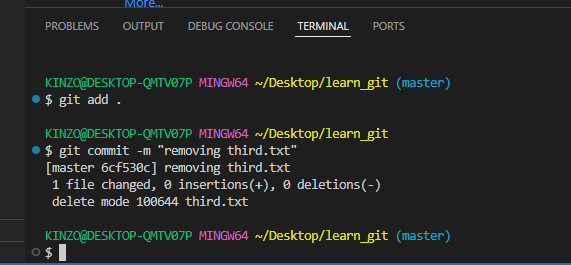 More...
PROBLEMS OUTPUT DEBUG CONSOLE TERMINAL PORTS
KINZO@DESKTOP-QMTV07P MINGW64 ~/Desktop/learn_git (master)
$ git add .
KINZO@DESKTOP-QMTV07P MINGW64 ~/Desktop/learn_git
$ git commit -m "removing third.txt"
[master 6cf530c] removing third.txt
1 file changed, 0 insertions(+), 0 deletions(-)
delete mode 100644 third.txt
KINZO@DESKTOP-QMTV07P MINGW64 ~/Desktop/learn_git (master)
$